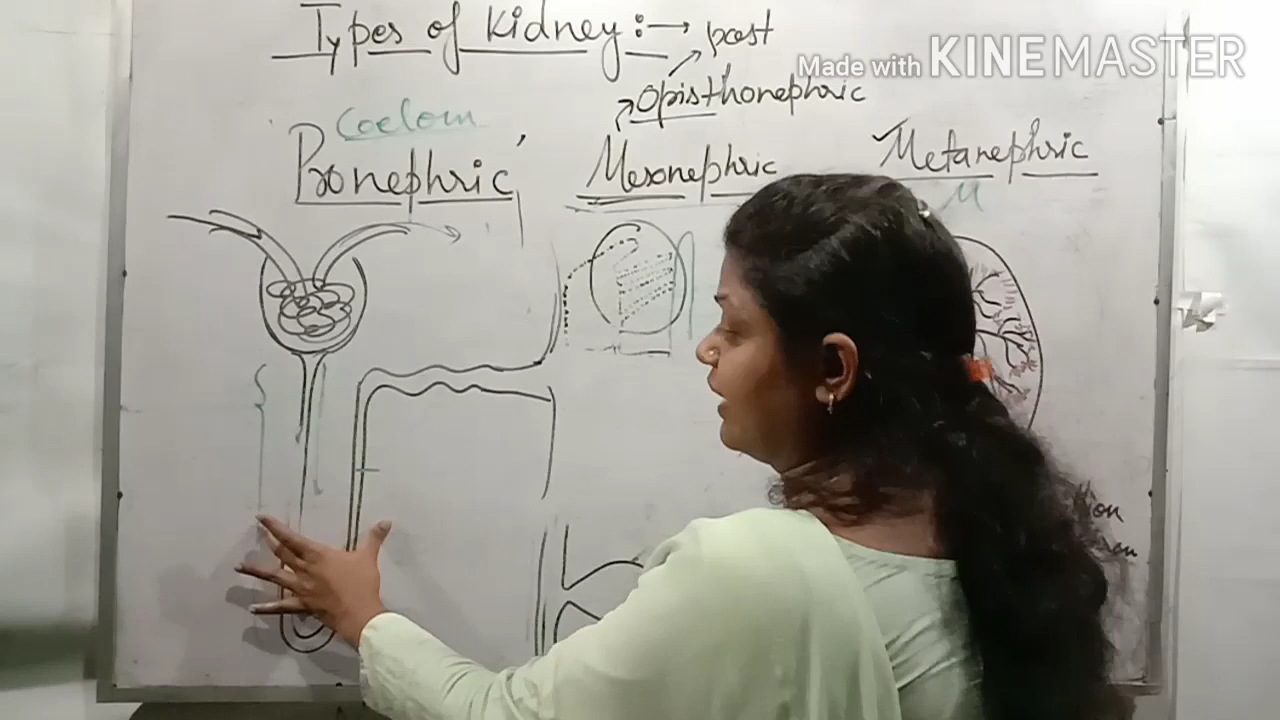 Types of Kidney :→ post
Made with KINEMASTER
Opisthonephric
Coelom
Pronephric
Mesonephric
Metanephric
M